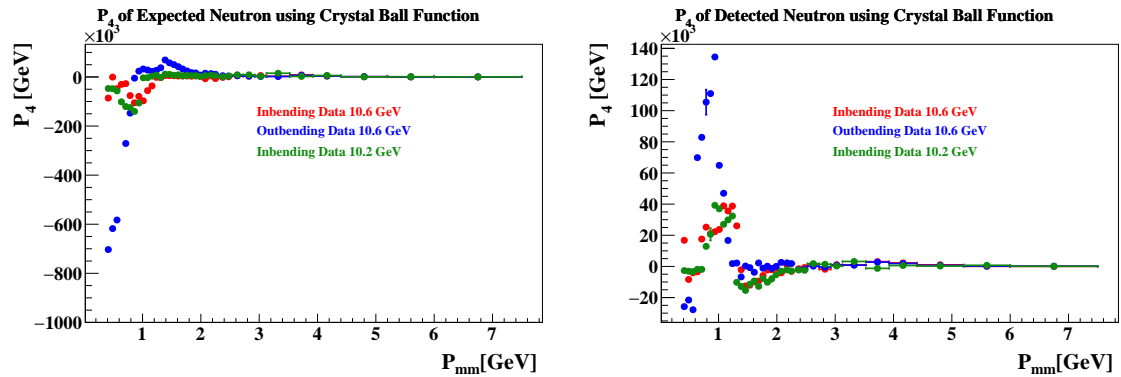 P4 of Expected Neutron using Crystal Ball Function
×10³
P4 [GeV]
0
−200
−400
−600
−800
−1000
Inbending Data 10.6 GeV
Outbending Data 10.6 GeV
Inbending Data 10.2 GeV
1 2 3 4 5 6 7
Pmm[GeV]
P4 of Detected Neutron using Crystal Ball Function
×10³
P4 [GeV]
140
120
100
80
60
40
20
0
−20
Inbending Data 10.6 GeV
Outbending Data 10.6 GeV
Inbending Data 10.2 GeV
1 2 3 4 5 6 7
Pmm[GeV]